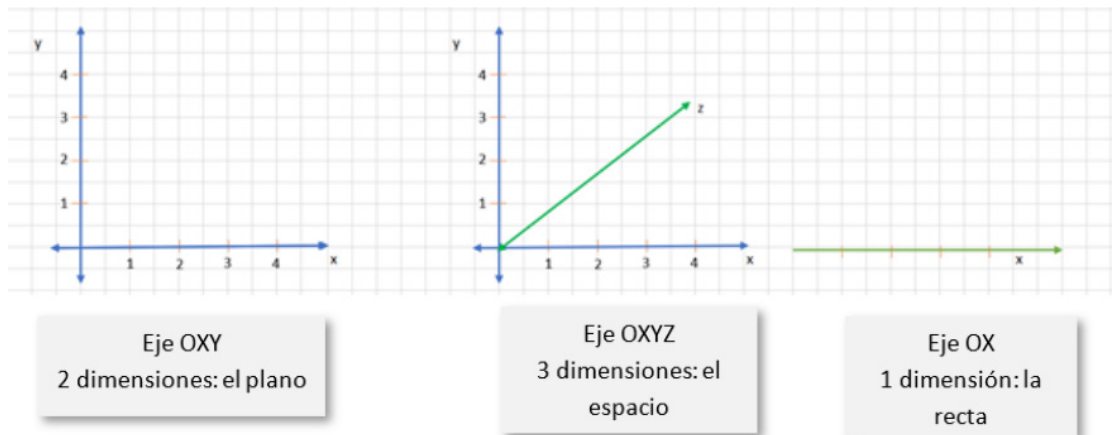 y
4
3
2
1
1 2 3 4 x
y
4
3
2
1
z
1 2 3 4 x
x
Eje OXY
2 dimensiones: el plano
Eje OXYZ
3 dimensiones: el
espacio
Eje OX
1 dimensión: la
recta